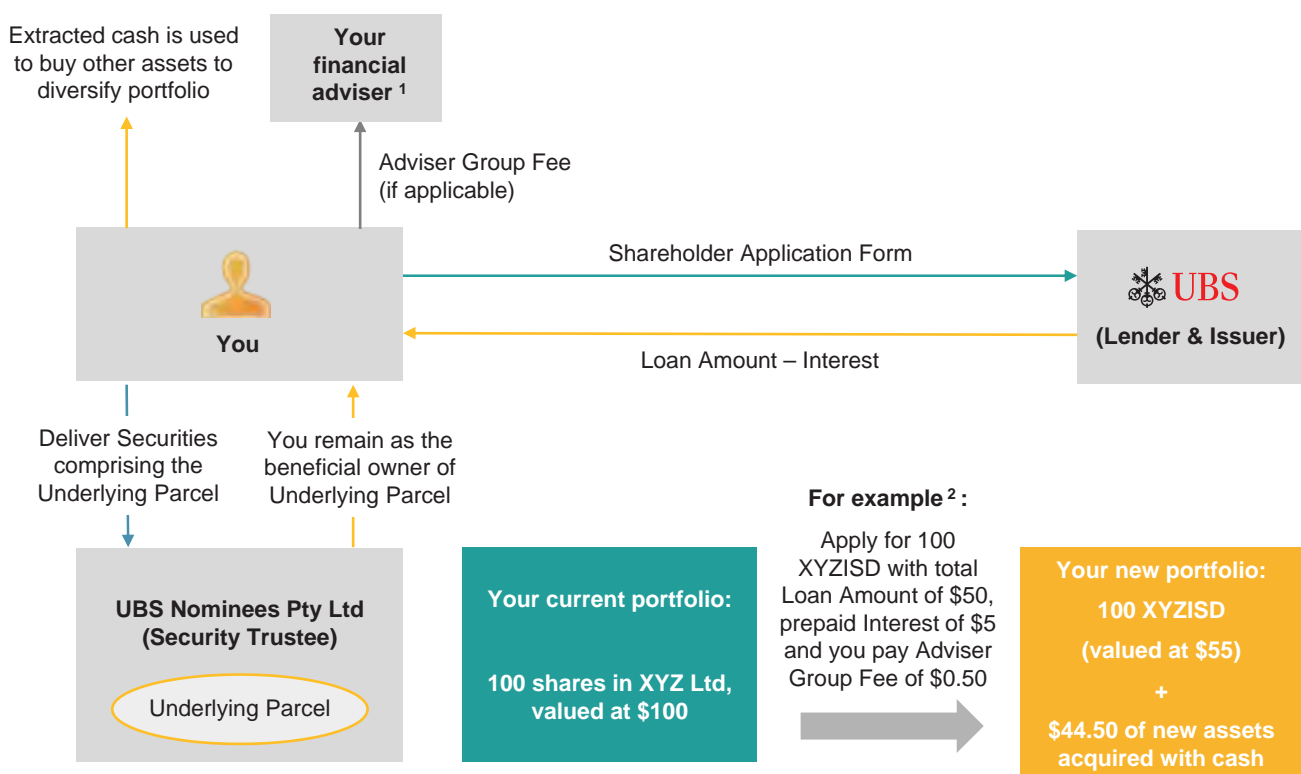 Extracted cash is used
to buy other assets to
diversify portfolio
Your
financial
adviser 1
Adviser Group Fee
(if applicable)
You
Shareholder Application Form
Loan Amount – Interest
UBS
(Lender & Issuer)
Deliver Securities
comprising the
Underlying Parcel
You remain as the
beneficial owner of
Underlying Parcel
UBS Nominees Pty Ltd
(Security Trustee)
Underlying Parcel
Your current portfolio:
100 shares in XYZ Ltd,
valued at $100
For example 2 :
Apply for 100
XYZISD with total
Loan Amount of $50,
prepaid Interest of $5
and you pay Adviser
Group Fee of $0.50
Your new portfolio:
100 XYZISD
(valued at $55)
+
$44.50 of new assets
acquired with cash